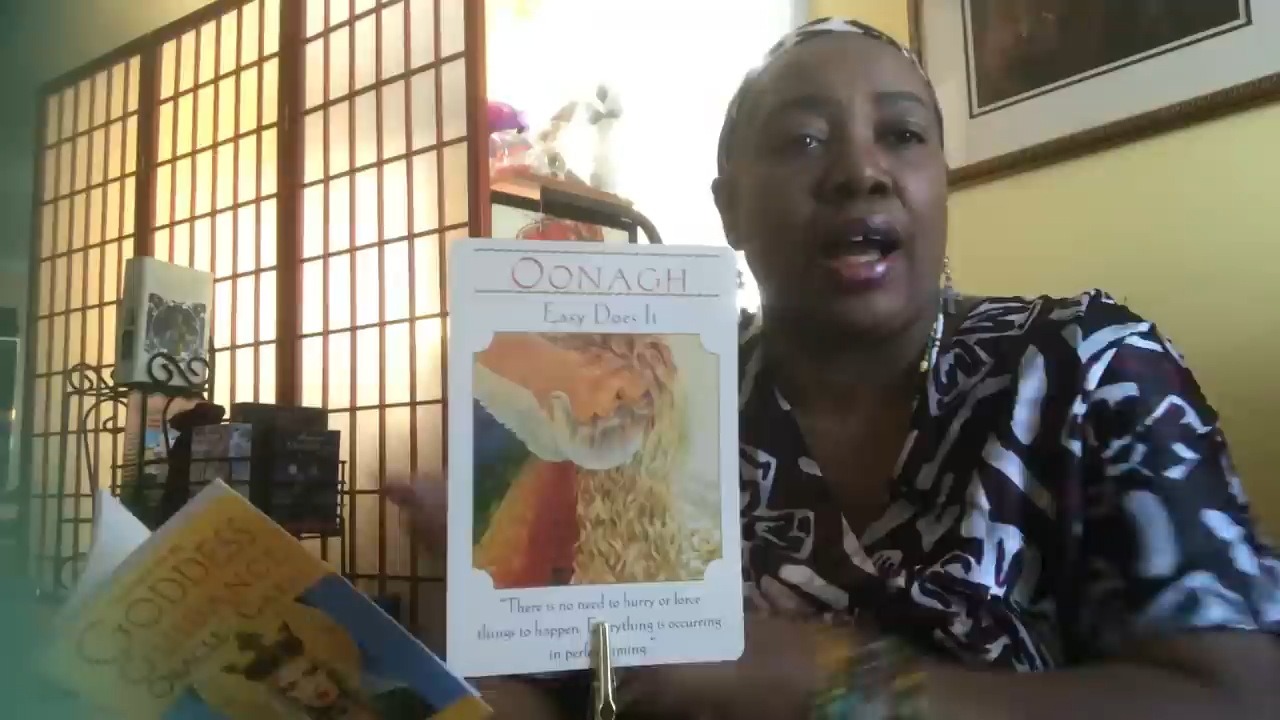 OONAGH
Easy Does It
"There is no need to hurry or force
things to happen. Everything is occurring
in perfect timing."
GODDESS
GUIDANCE